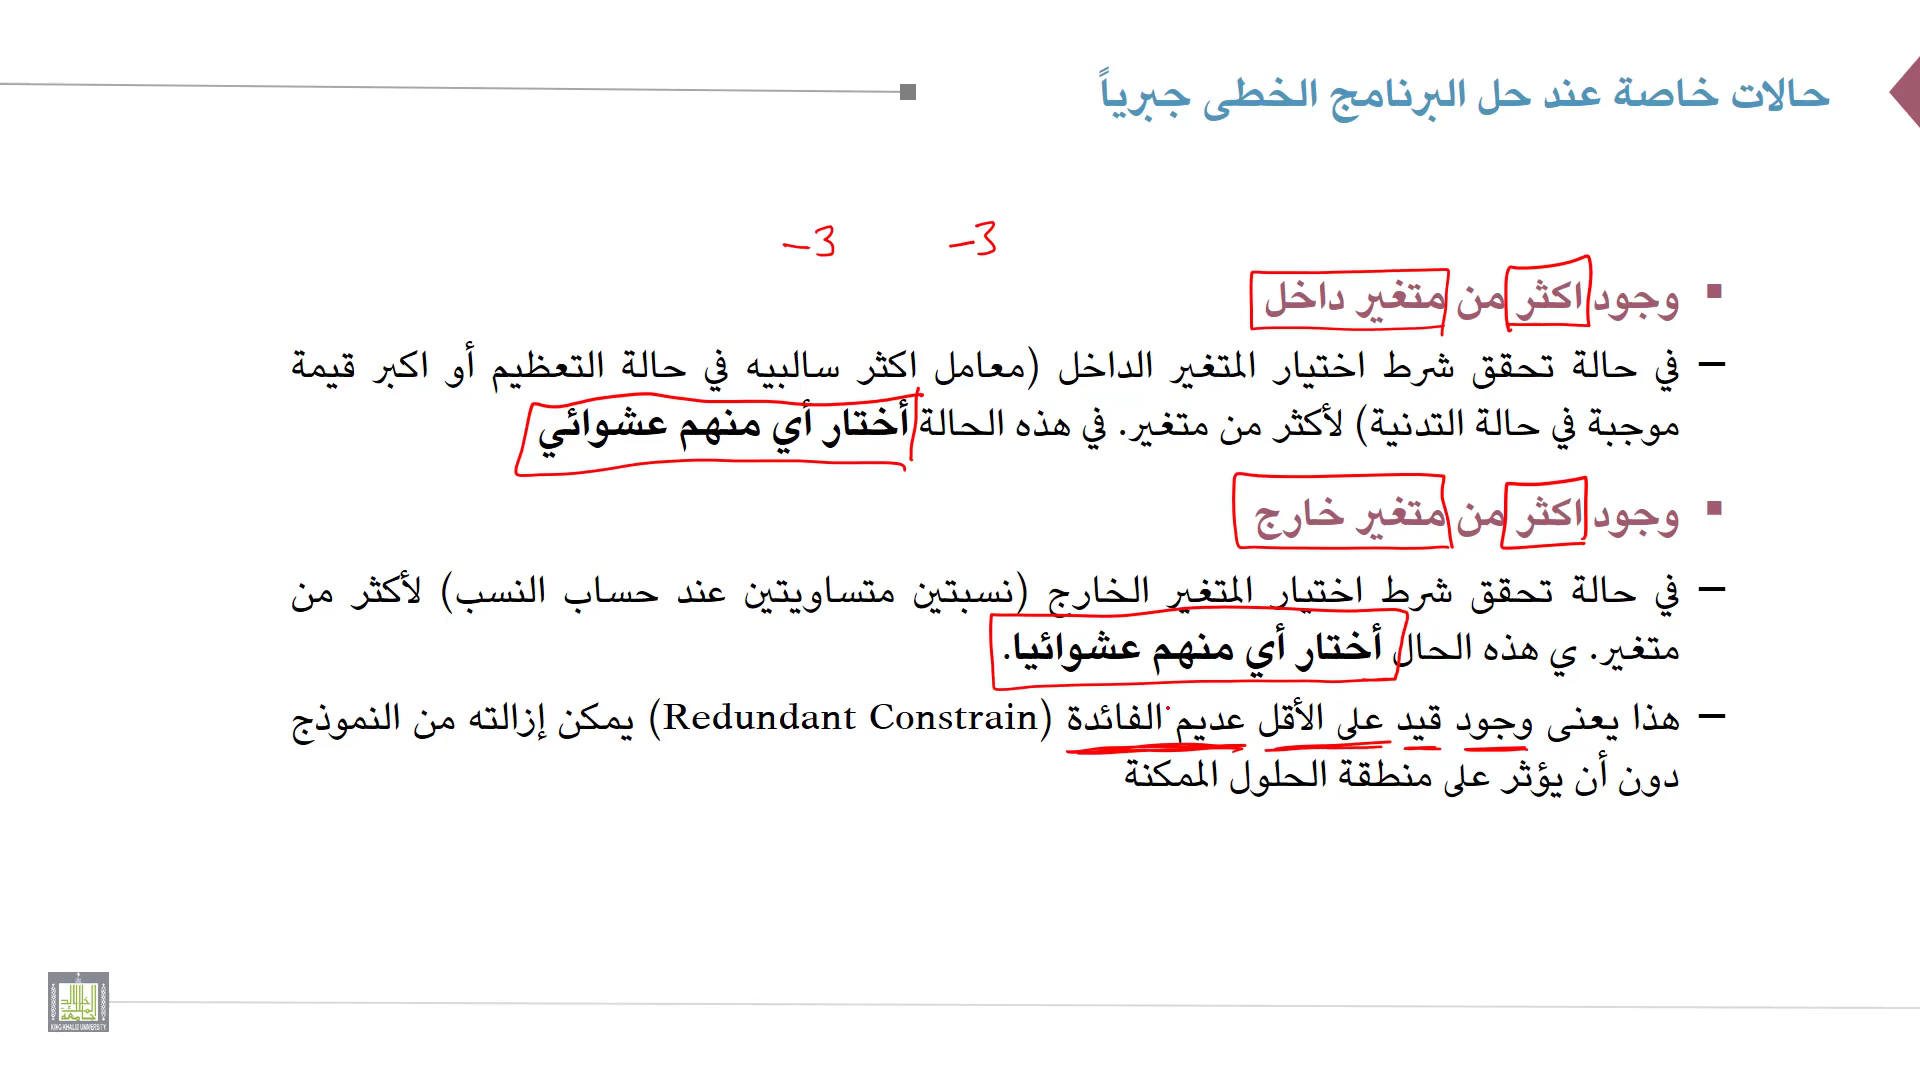 حالات خاصة عند حل البرنامج الخطى جبرياً
-3 -3
▪ وجود اكثر من متغير داخل
– في حالة تحقق شرط اختيار المتغير الداخل (معامل اكثر سالبيه في حالة التعظيم أو اكبر قيمة
موجبة في حالة التدنية) لأكثر من متغير. في هذه الحالة أختار أي منهم عشوائي
▪ وجود اكثر من متغير خارج
– في حالة تحقق شرط اختيار المتغير الخارج (نسبتين متساويتين عند حساب النسب) لأكثر من
متغير. ي هذه الحال أختار أي منهم عشوائيا.
– هذا يعنى وجود قيد على الأقل عديم الفائدة (Redundant Constrain) يمكن إزالته من النموذج
دون أن يؤثر على منطقة الحلول الممكنة
KING KHALID UNIVERSITY